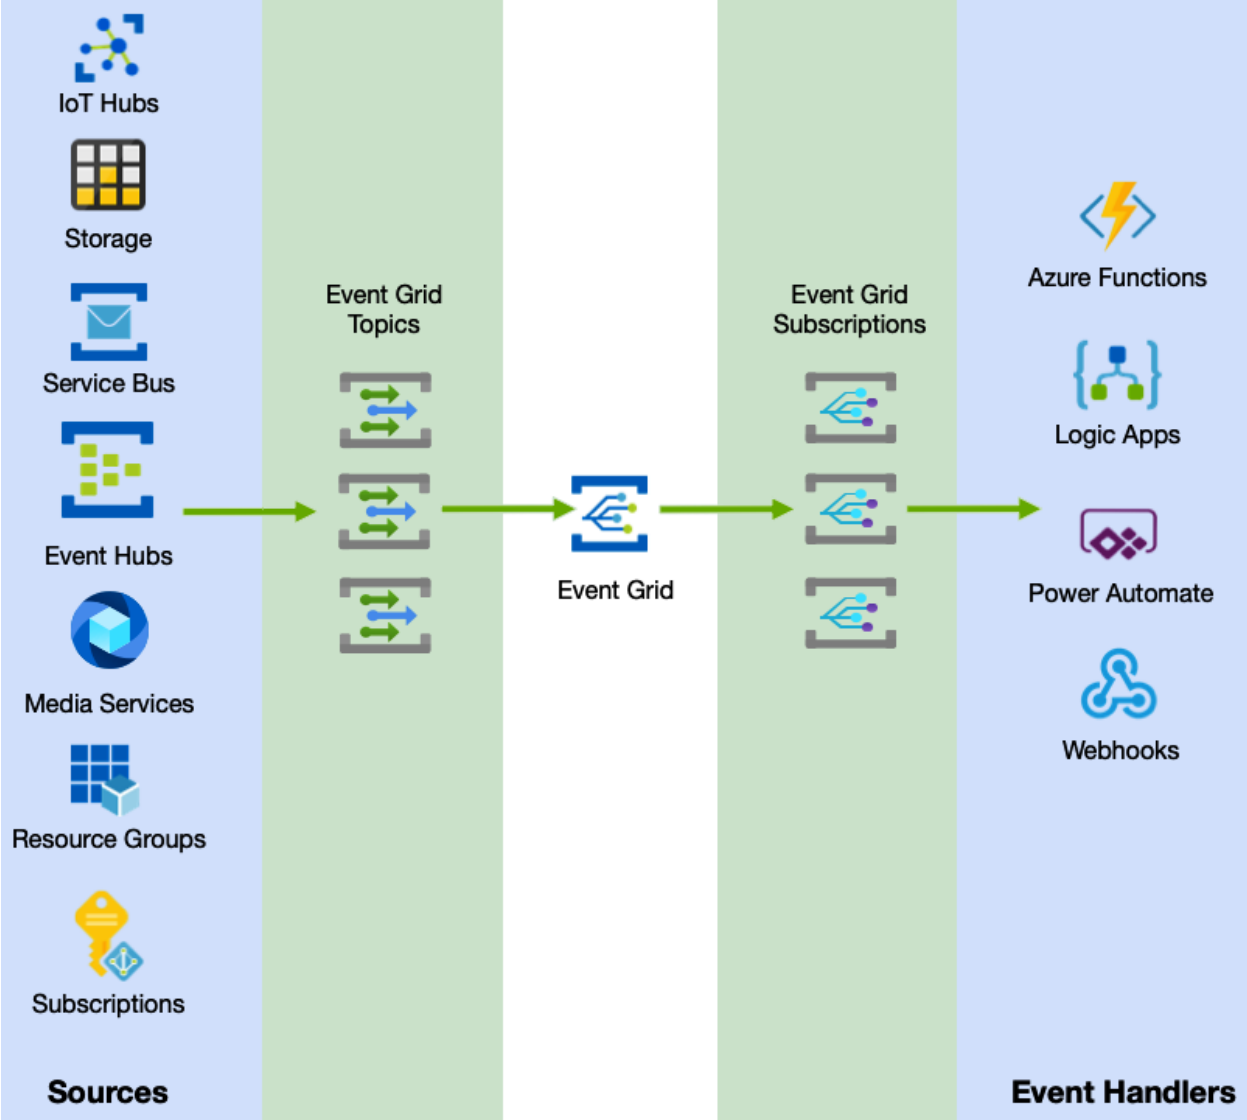 IoT Hubs
Storage
Service Bus
Event Hubs
Media Services
Resource Groups
Subscriptions
Sources
Event Grid
Topics
Event Grid
Event Grid
Subscriptions
Azure Functions
Logic Apps
Power Automate
Webhooks
Event Handlers